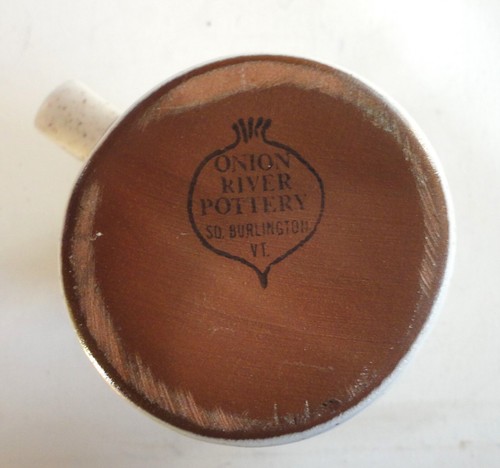 ONION
RIVER
POTTERY
SO. BURLINGTON
VT.